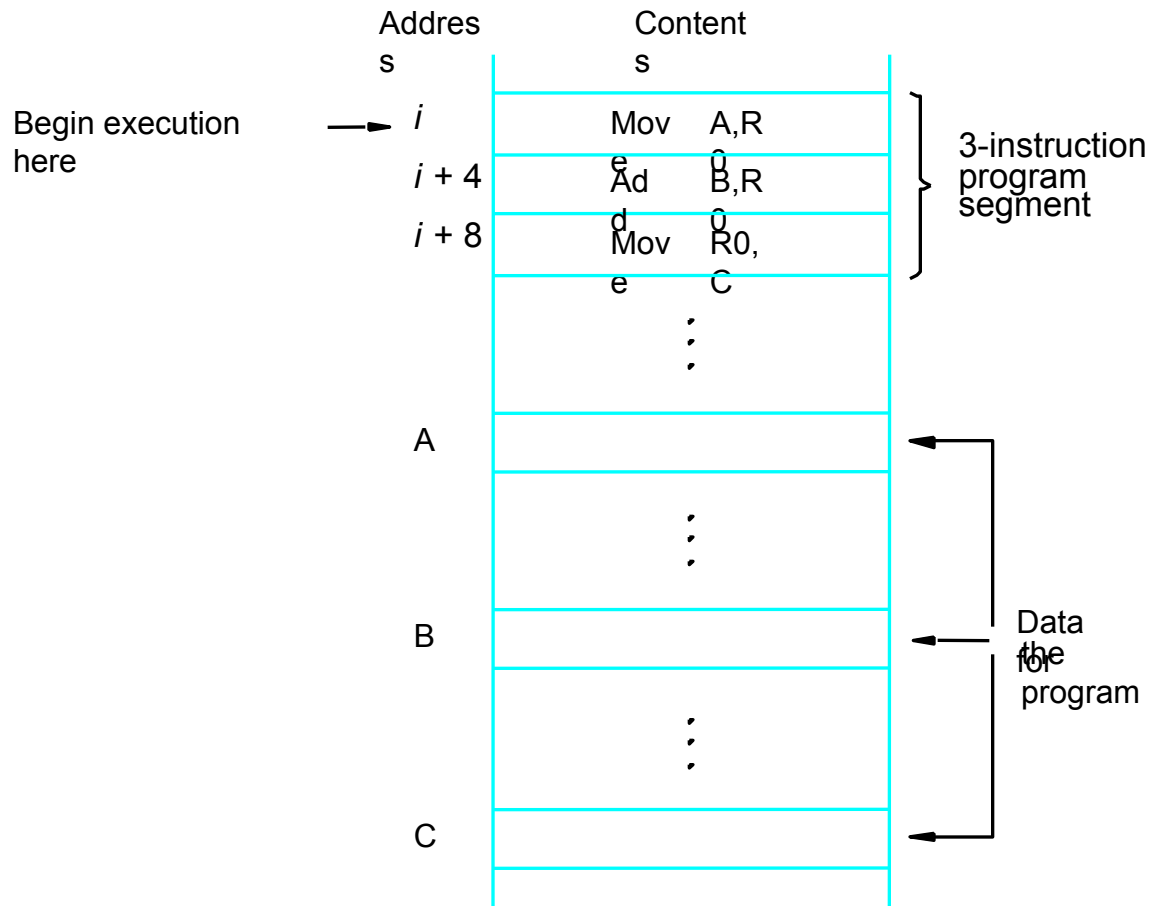 Addres
s
Content
s
Begin execution
here
i
Mov
e
A,R
0
i + 4
Ad
d
B,R
0
i + 8
Mov
e
R0,
C
3-instruction
program
segment
A
B
C
Data
for
the
program